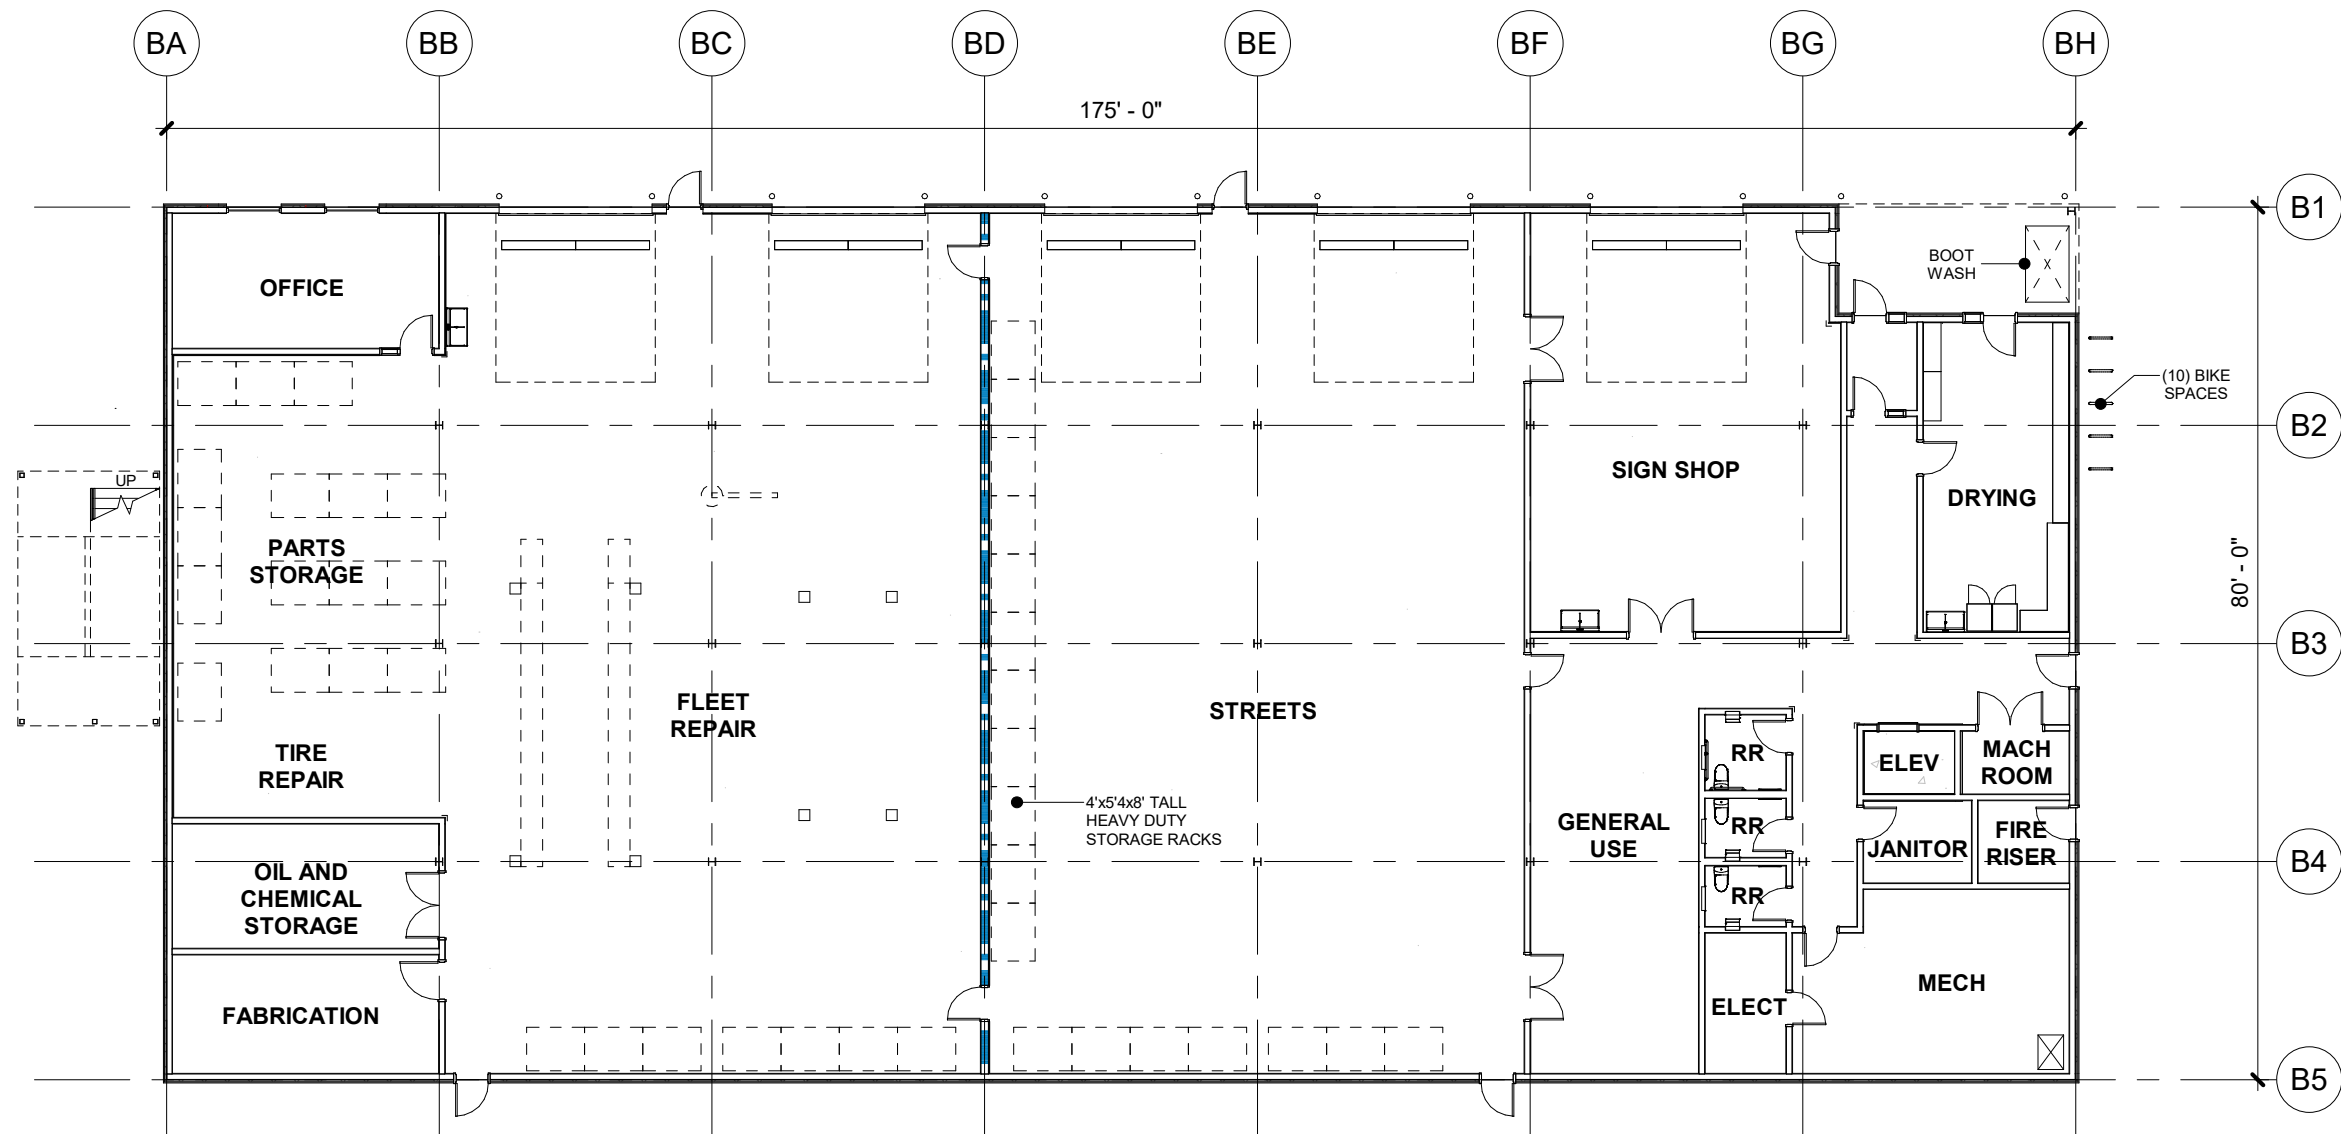 BA
BB
BC
BD
BE
BF
BG
BH
175' - 0"
B1
BOOT
WASH
OFFICE
(10) BIKE
SPACES
B2
SIGN SHOP
UP
DRYING
PARTS
STORAGE
80' - 0"
B3
FLEET
REPAIR
STREETS
TIRE
REPAIR
RR
ELEV
MACH
ROOM
4'x5'4x8' TALL
HEAVY DUTY
STORAGE RACKS
GENERAL
USE
RR
JANITOR
FIRE
RISER
B4
OIL AND
CHEMICAL
STORAGE
RR
MECH
ELECT
FABRICATION
B5